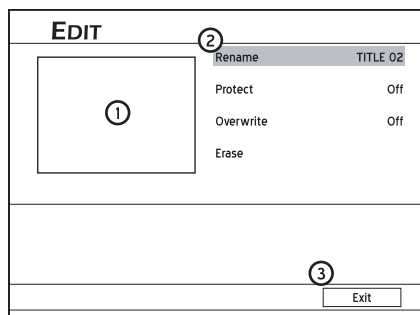 EDIT
2
Rename TITLE 02
1
Protect Off
Overwrite Off
Erase
3
Exit